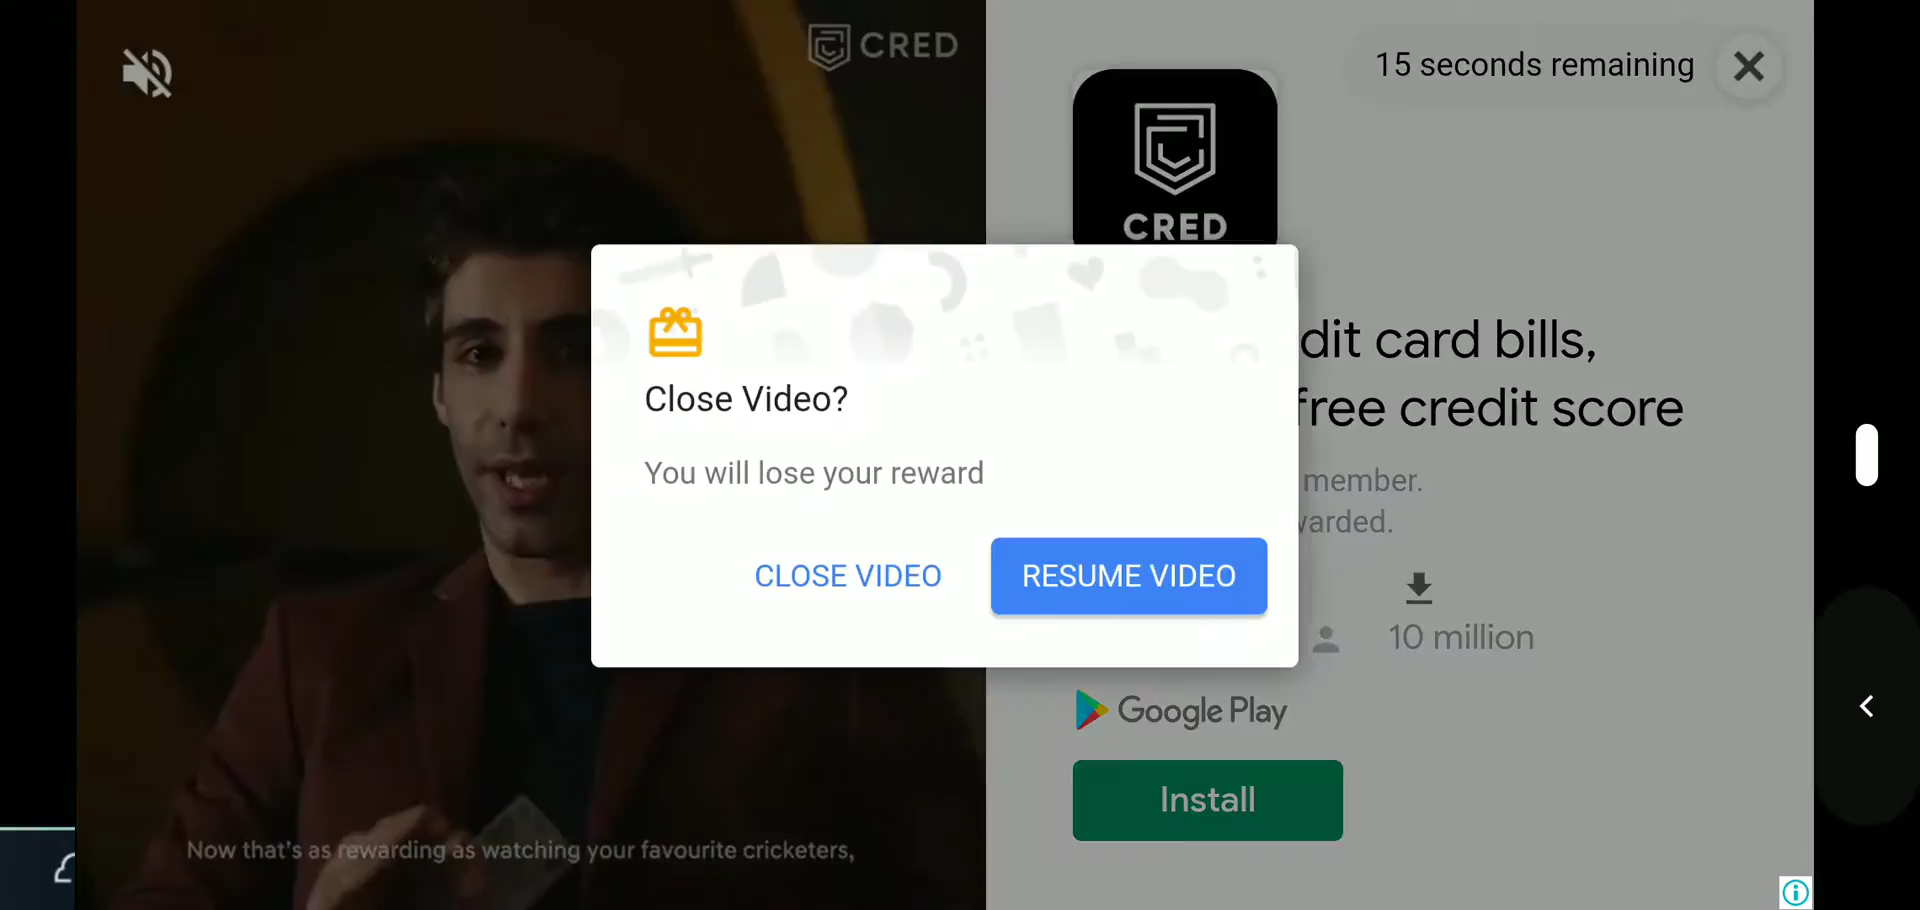 CRED
15 seconds remaining
CRED
dit card bills,
free credit score
member.
warded.
Close Video?
You will lose your reward
CLOSE VIDEO
RESUME VIDEO
10 million
Google Play
Install
Now that's as rewarding as watching your favourite cricketers,